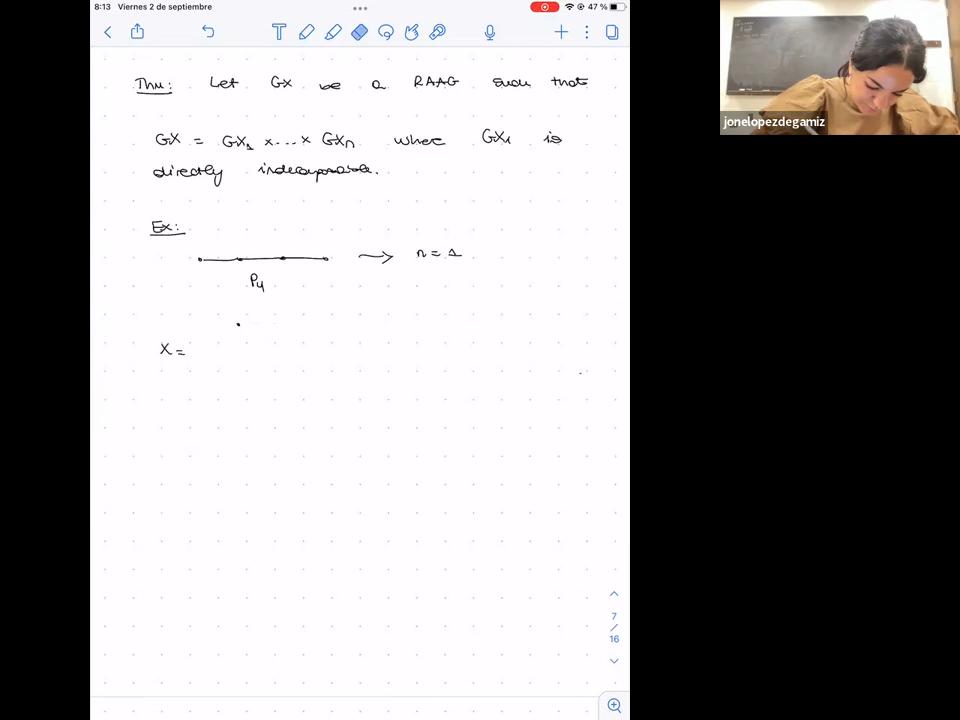 8:13 Viernes 2 de septiembre
47 %
jonelopezdegamiz
Thm: Let GX be a RAAG such that
GX = GX₁ x...x GXₙ where GXᵢ is
directly indecomposable.
Ex:
→ n = 1
P₄
X =
7
/
16